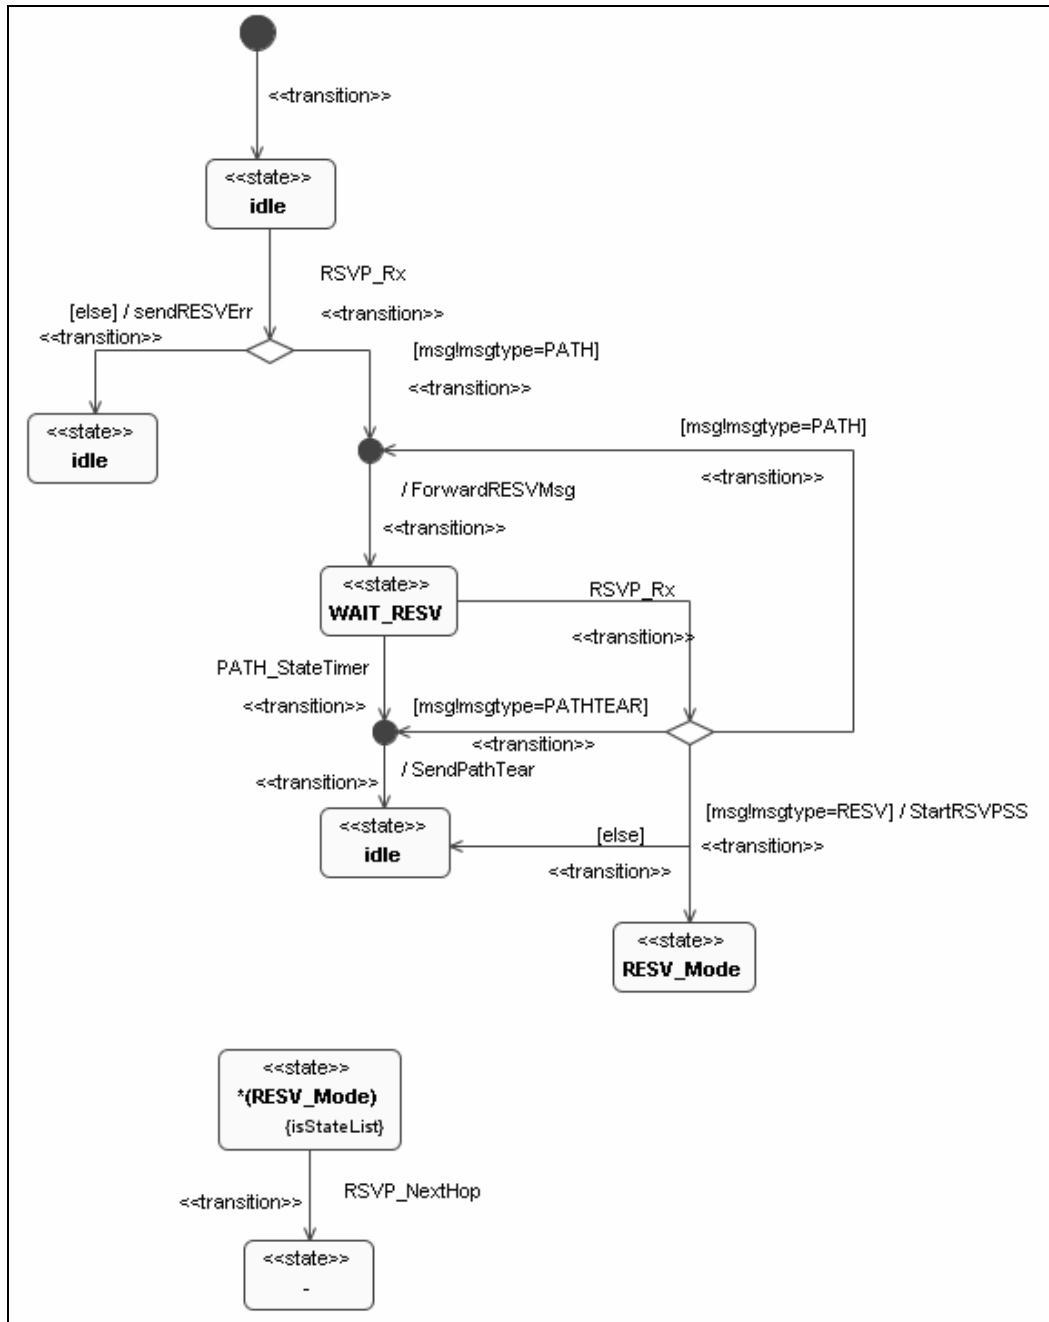 <<transition>>
<<state>>
idle
RSVP_Rx
[else] / sendRESVErr
<<transition>>
<<transition>>
[msg!msgtype=PATH]
<<transition>>
<<state>>
idle
[msg!msgtype=PATH]
<<transition>>
/ ForwardRESVMsg
<<transition>>
<<state>>
WAIT_RESV
RSVP_Rx
<<transition>>
PATH_StateTimer
<<transition>>
[msg!msgtype=PATHTEAR]
<<transition>>
/ SendPathTear
<<transition>>
<<state>>
idle
[msg!msgtype=RESV] / StartRSVPSS
<<transition>>
[else]
<<transition>>
<<state>>
RESV_Mode
<<state>>
*(RESV_Mode)
{isStateList}
<<transition>>
RSVP_NextHop
<<state>>
-